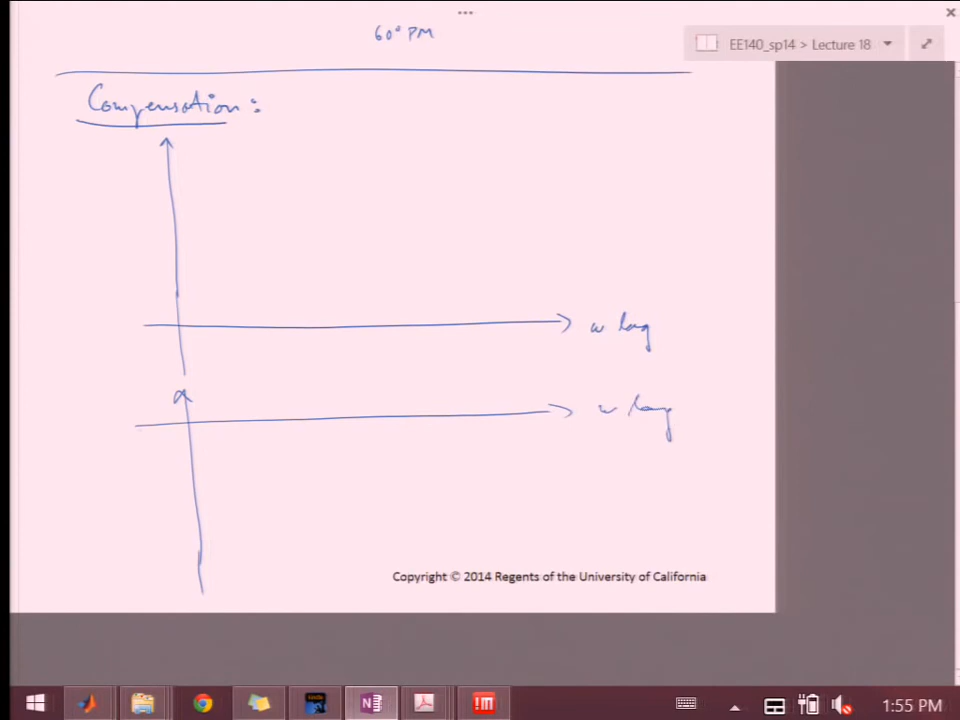 60° PM
EE140_sp14 > Lecture 18
Compensation:
ω log
ω log
Copyright © 2014 Regents of the University of California
1:55 PM